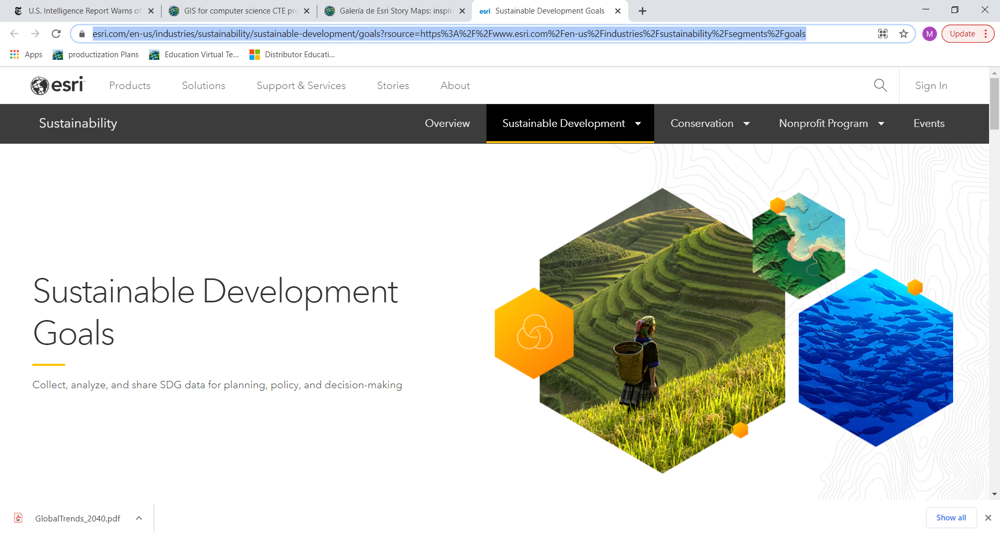 U.S. Intelligence Report Warns of
GIS for computer science CTE pro
Galería de Esri Story Maps: inspír
esri Sustainable Development Goals
esri.com/en-us/industries/sustainability/sustainable-development/goals?rsource=https%3A%2F%2Fwww.esri.com%2Fen-us%2Findustries%2Fsustainability%2Fsegments%2Fgoals
M
Update
Apps
productization Plans
Education Virtual Te...
Distributor Educati...
esri
Products
Solutions
Support & Services
Stories
About
Sign In
Sustainability
Overview
Sustainable Development
Conservation
Nonprofit Program
Events
Sustainable Development
Goals
Collect, analyze, and share SDG data for planning, policy, and decision-making
GlobalTrends_2040.pdf
Show all